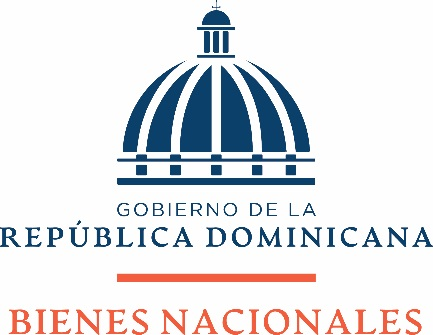 GOBIERNO DE LA
REPÚBLICA DOMINICANA
BIENES NACIONALES